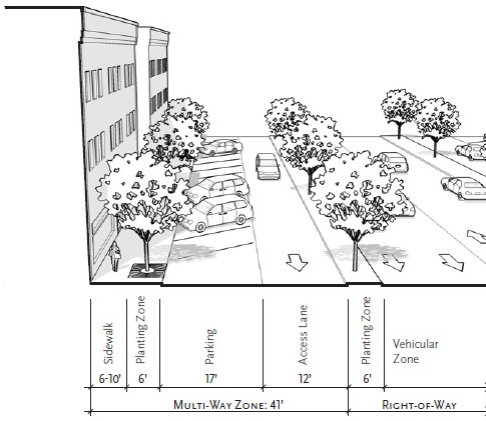 Sidewalk
Planting Zone
Parking
Access Lane
Planting Zone
Vehicular
Zone
6-10' 6' 17' 12' 6'
Multi-Way Zone: 41' Right-of-Way